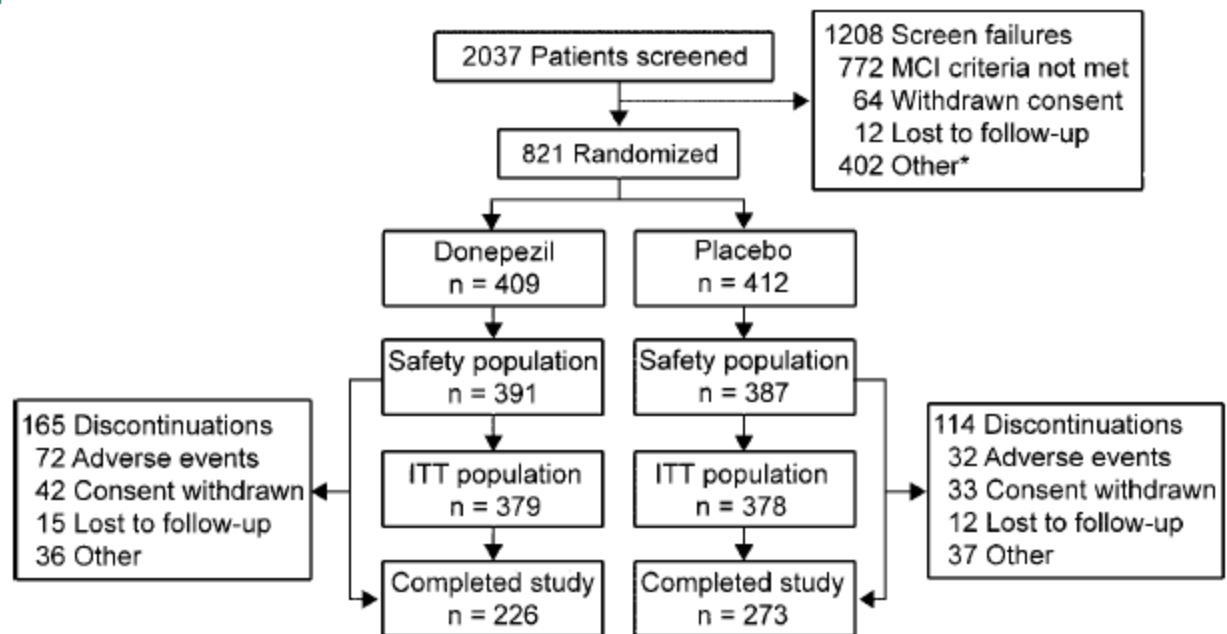 2037 Patients screened
1208 Screen failures
772 MCI criteria not met
64 Withdrawn consent
12 Lost to follow-up
402 Other*
821 Randomized
Donepezil
n = 409
Placebo
n = 412
Safety population
n = 391
Safety population
n = 387
165 Discontinuations
72 Adverse events
42 Consent withdrawn
15 Lost to follow-up
36 Other
ITT population
n = 379
ITT population
n = 378
114 Discontinuations
32 Adverse events
33 Consent withdrawn
12 Lost to follow-up
37 Other
Completed study
n = 226
Completed study
n = 273